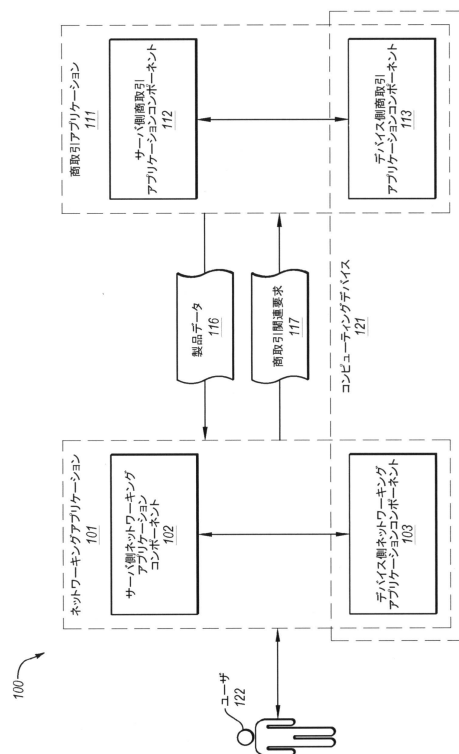 100
ネットワーキングアプリケーション
101
サーバ側ネットワーキング
アプリケーション
コンポーネント
102
デバイス側ネットワーキング
アプリケーションコンポーネント
103
ユーザ
122
製品データ
116
商取引関連要求
117
コンピューティングデバイス
121
商取引アプリケーション
111
サーバ側商取引
アプリケーションコンポーネント
112
デバイス側商取引
アプリケーションコンポーネント
113